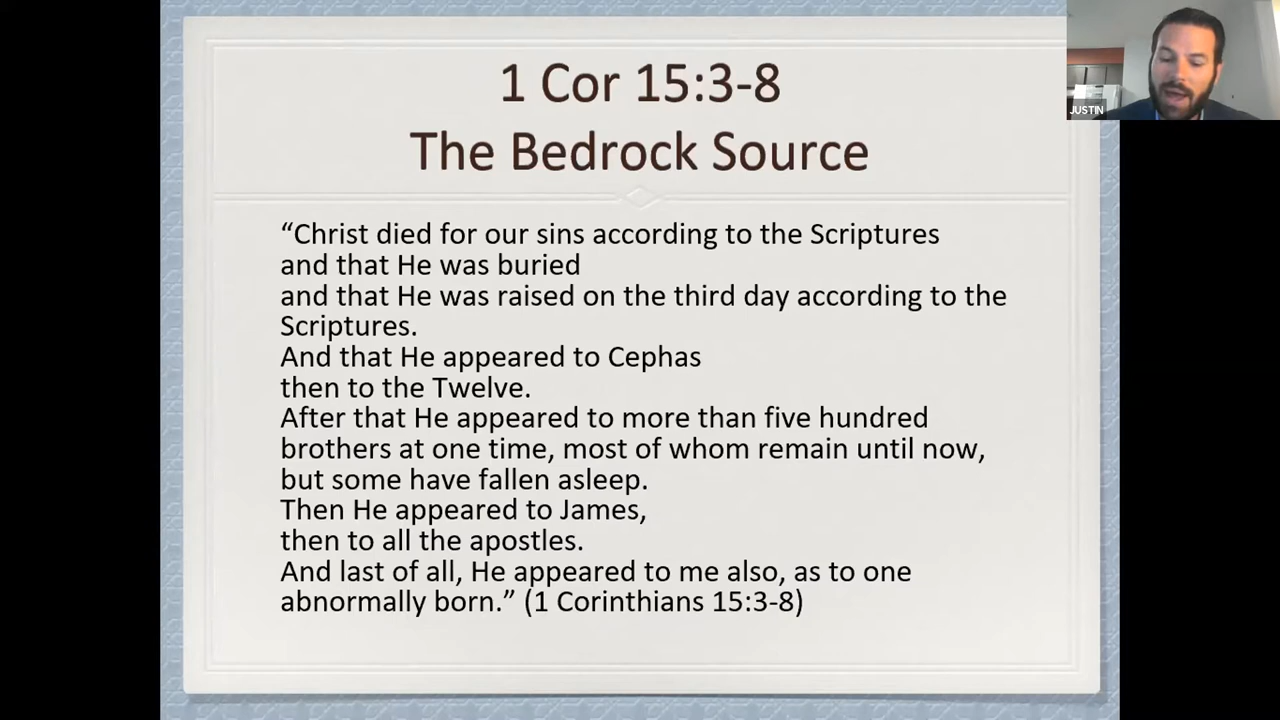 1 Cor 15:3-8
The Bedrock Source
JUSTIN
“Christ died for our sins according to the Scriptures
and that He was buried
and that He was raised on the third day according to the
Scriptures.
And that He appeared to Cephas
then to the Twelve.
After that He appeared to more than five hundred
brothers at one time, most of whom remain until now,
but some have fallen asleep.
Then He appeared to James,
then to all the apostles.
And last of all, He appeared to me also, as to one
abnormally born.” (1 Corinthians 15:3-8)